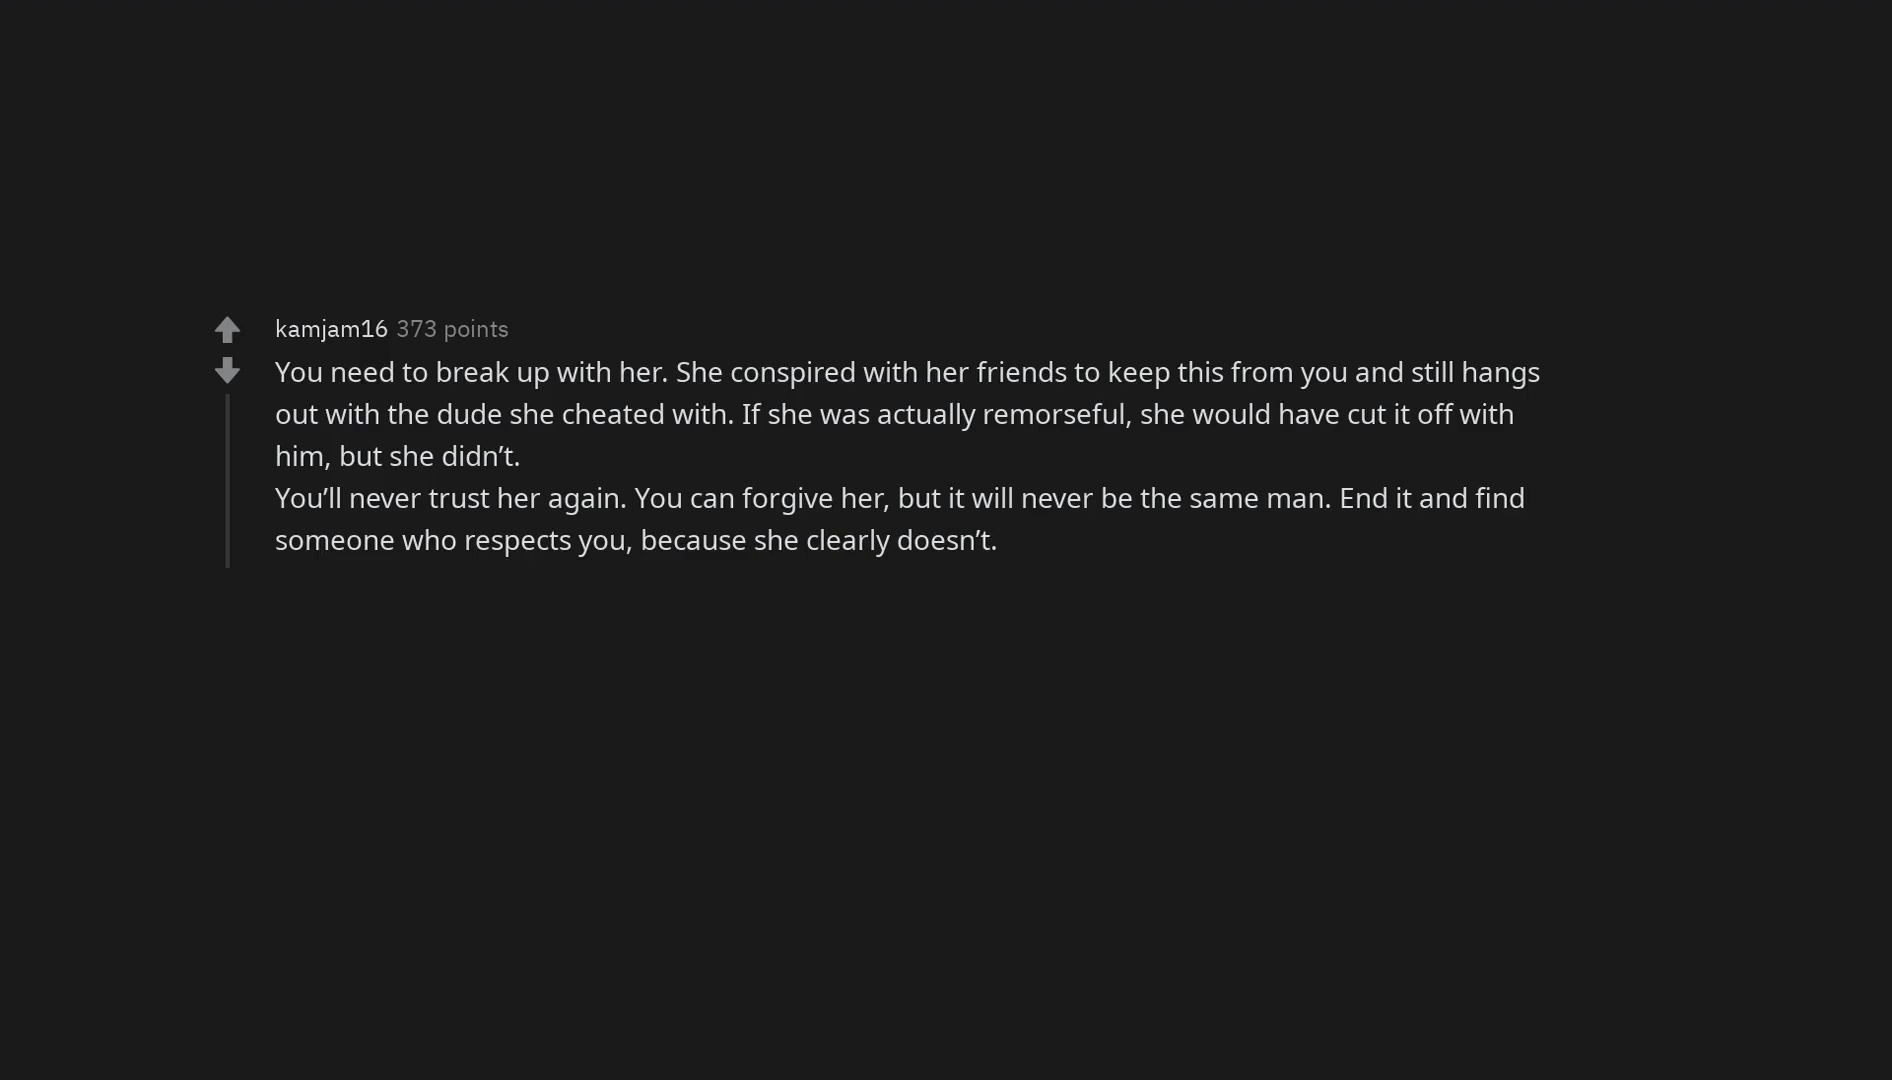 kamjam16 373 points
You need to break up with her. She conspired with her friends to keep this from you and still hangs
out with the dude she cheated with. If she was actually remorseful, she would have cut it off with
him, but she didn’t.
You’ll never trust her again. You can forgive her, but it will never be the same man. End it and find
someone who respects you, because she clearly doesn’t.